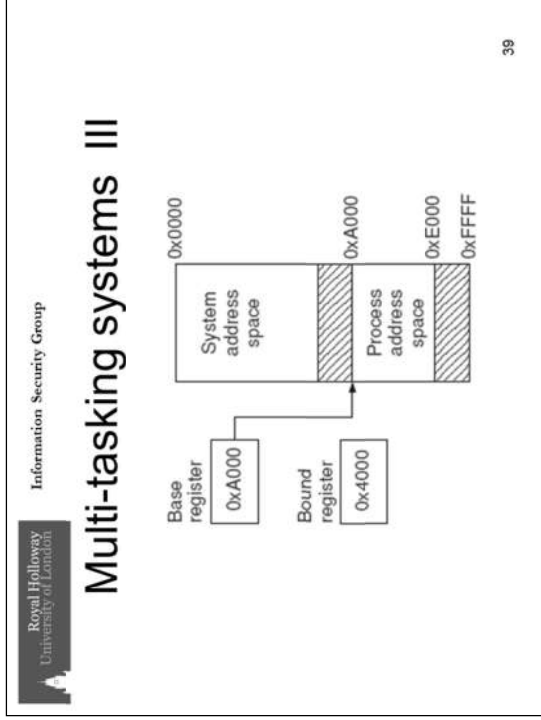 Royal Holloway
University of London
Information Security Group
Multi-tasking systems III
Base
register
0xA000
Bound
register
0x4000
System
address
space
Process
address
space
0x0000
0xA000
0xE000
0xFFFF
39